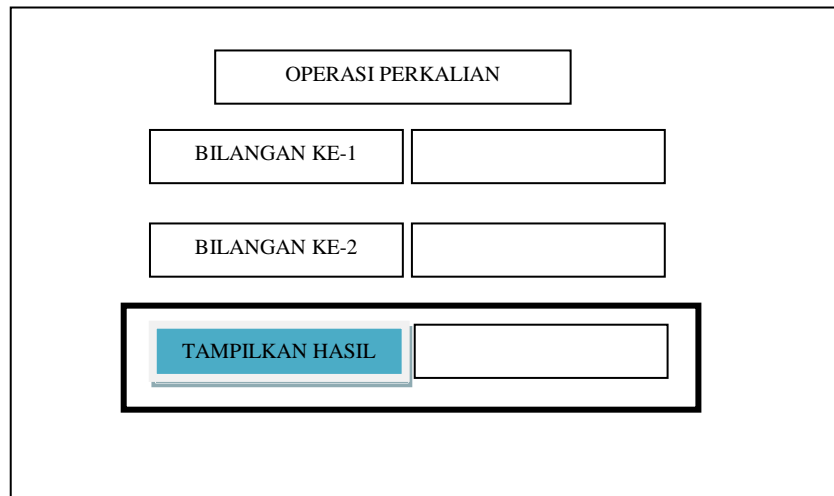 OPERASI PERKALIAN
BILANGAN KE-1
BILANGAN KE-2
TAMPILKAN HASIL